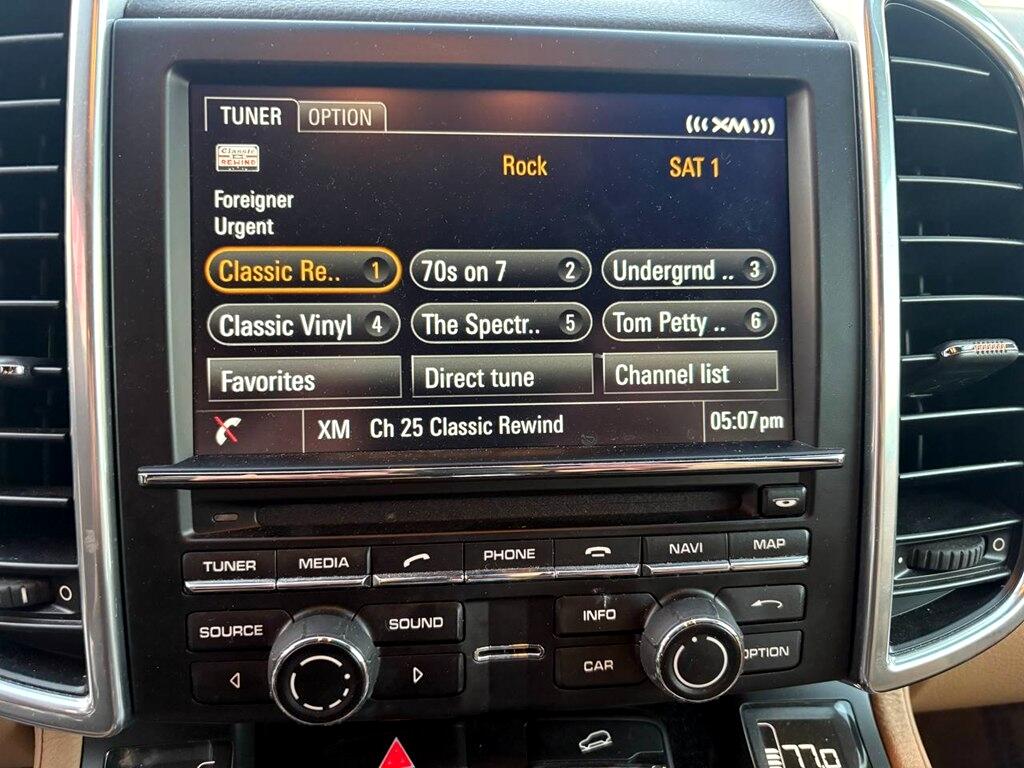 TUNER OPTION
((( XM )))
Classic REWIND
Rock SAT 1
Foreigner
Urgent
Classic Re.. 1 70s on 7 2 Undergrnd .. 3
Classic Vinyl 4 The Spectr.. 5 Tom Petty .. 6
Favorites Direct tune Channel list
XM Ch 25 Classic Rewind 05:07pm
TUNER MEDIA PHONE NAVI MAP
SOURCE SOUND INFO
CAR OPTION
77.0